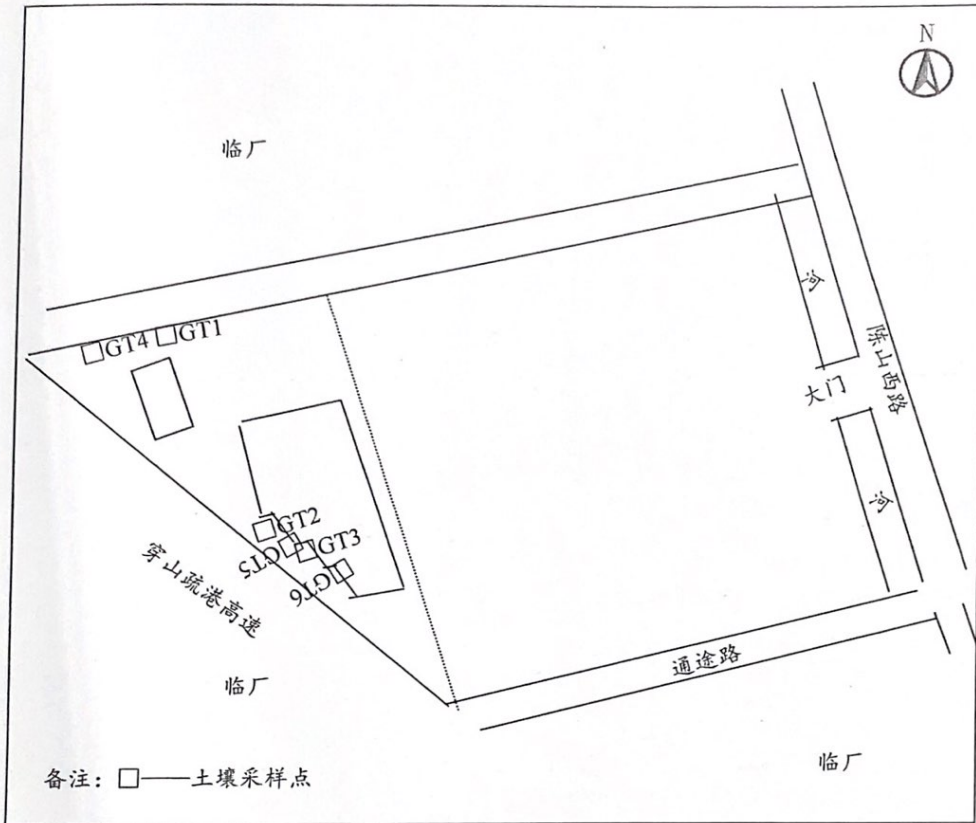 N
临厂
河
陈山西路
GT4
GT1
大门
河
GT2
GT5
GT3
GT6
穿山疏港高速
通途路
临厂
临厂
备注：□——土壤采样点